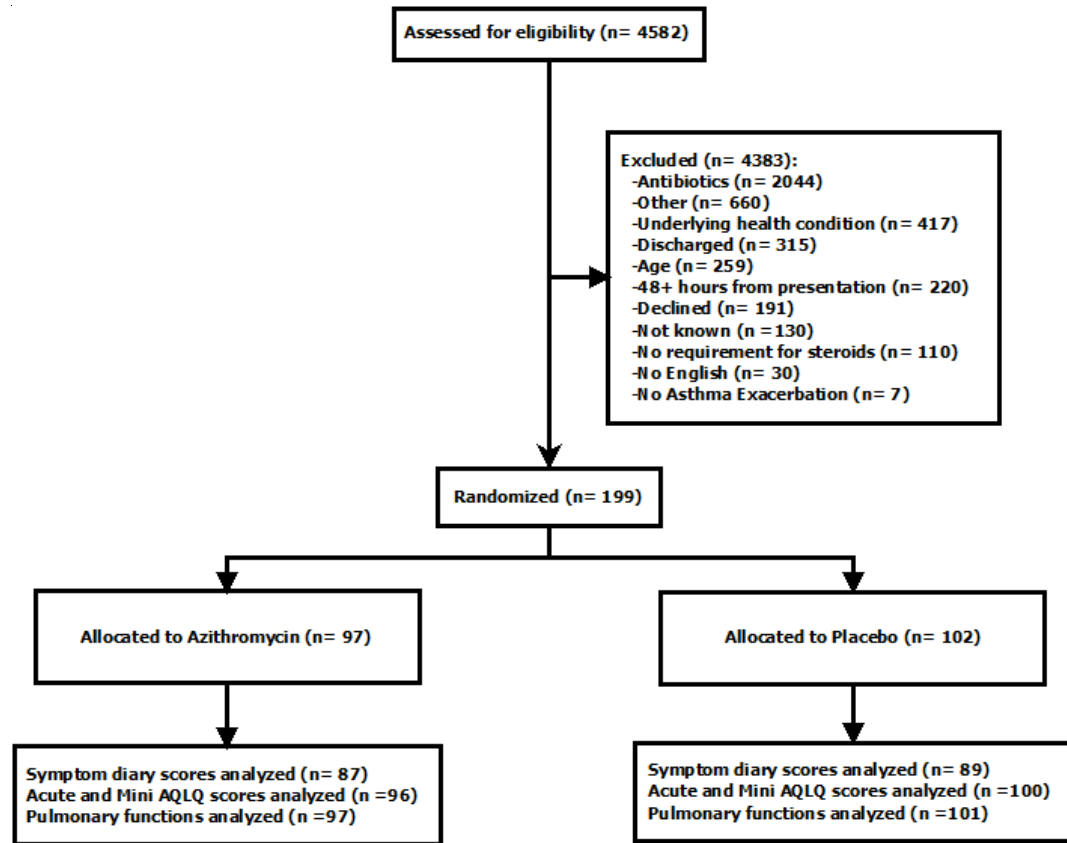 Assessed for eligibility (n= 4582)
Excluded (n= 4383):
-Antibiotics (n= 2044)
-Other (n= 660)
-Underlying health condition (n= 417)
-Discharged (n= 315)
-Age (n= 259)
-48+ hours from presentation (n= 220)
-Declined (n= 191)
-Not known (n =130)
-No requirement for steroids (n= 110)
-No English (n= 30)
-No Asthma Exacerbation (n= 7)
Randomized (n= 199)
Allocated to Azithromycin (n= 97)
Allocated to Placebo (n= 102)
Symptom diary scores analyzed (n= 87)
Acute and Mini AQLQ scores analyzed (n =96)
Pulmonary functions analyzed (n =97)
Symptom diary scores analyzed (n= 89)
Acute and Mini AQLQ scores analyzed (n =100)
Pulmonary functions analyzed (n =101)